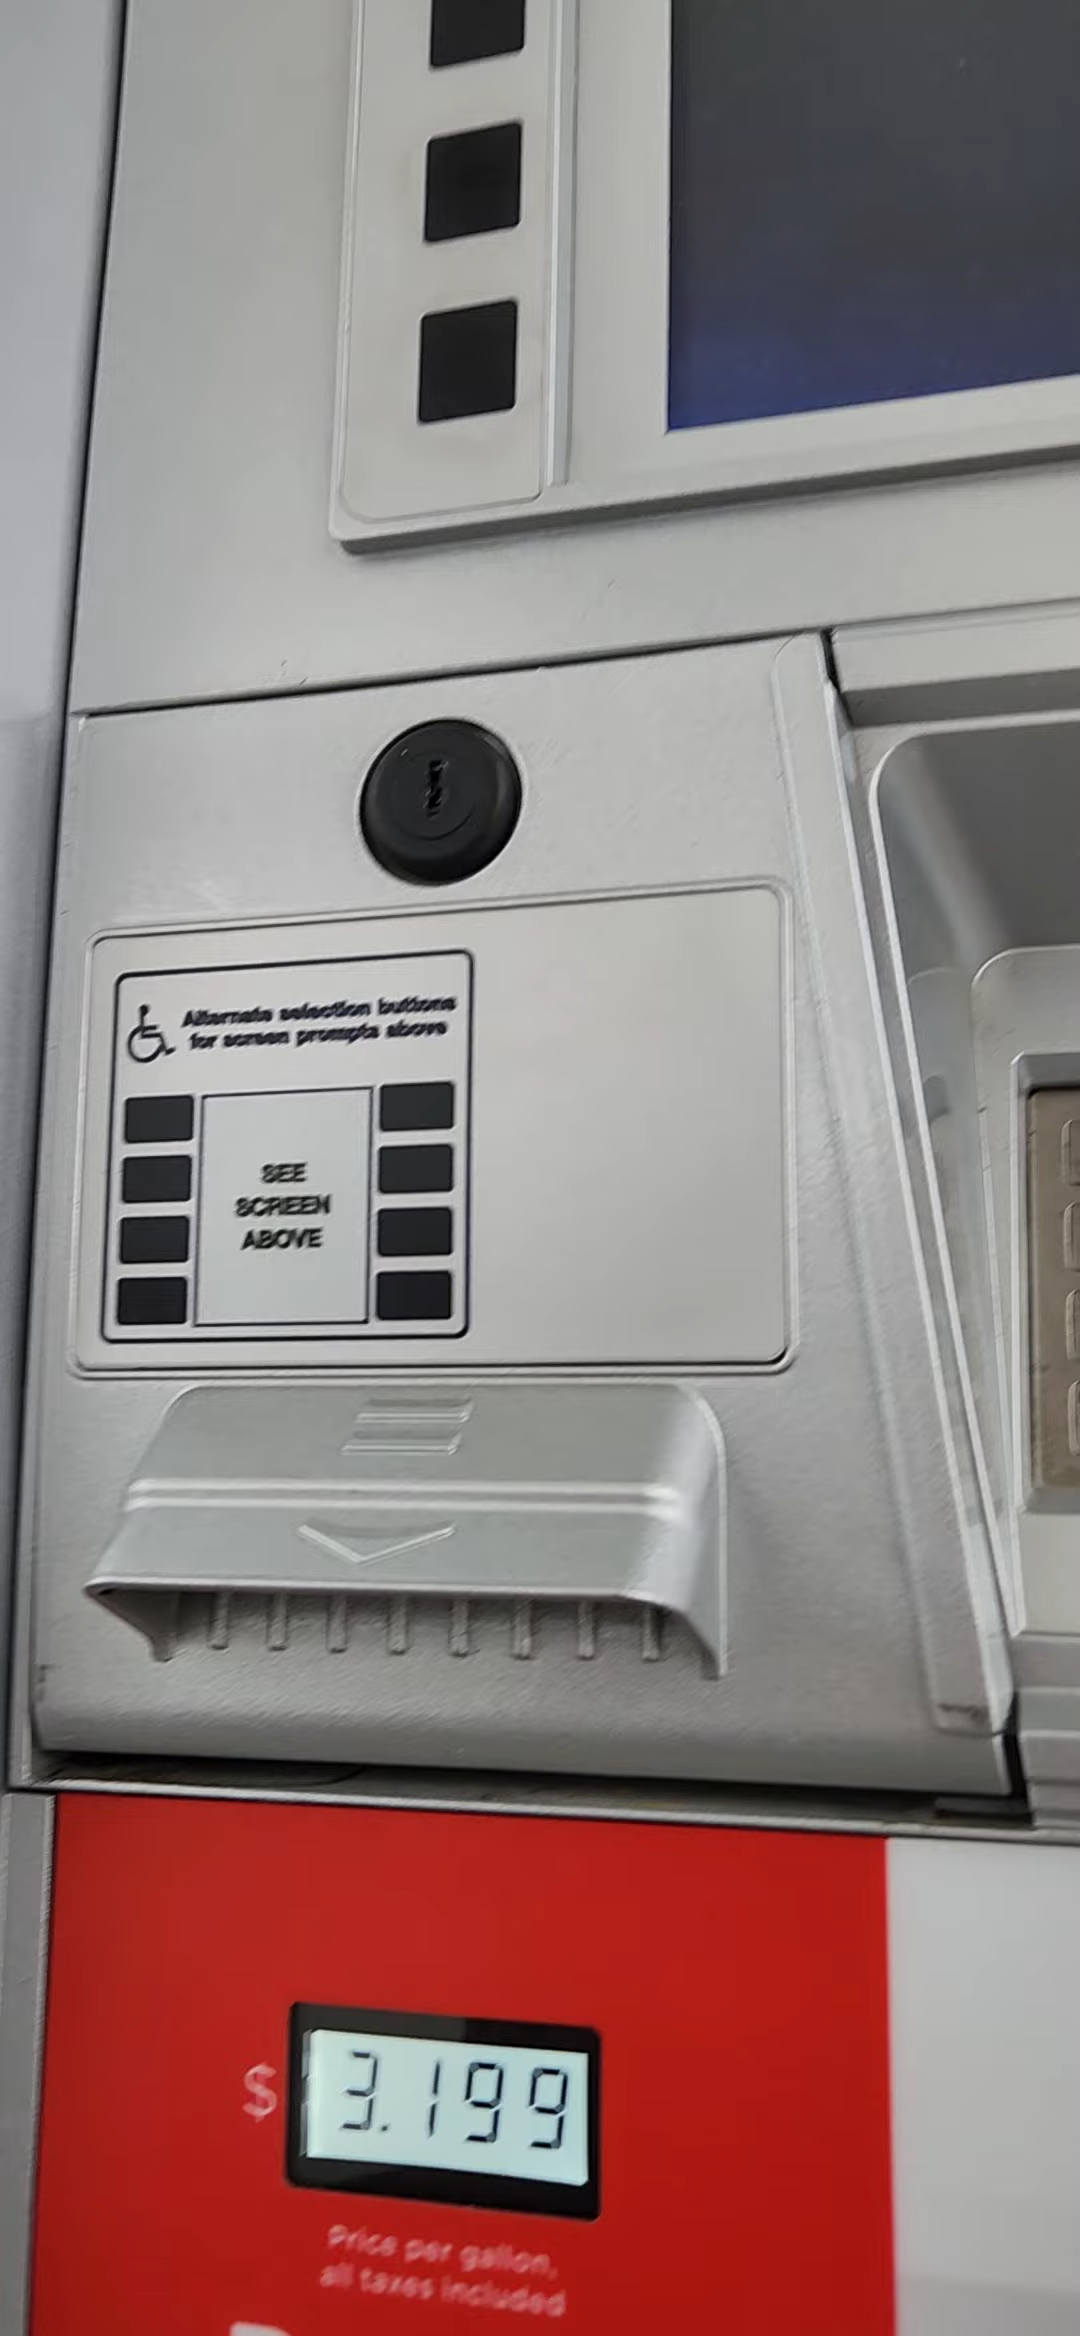 Alternate selection buttons
for screen prompts above
SEE
SCREEN
ABOVE
$ 3.199
Price per gallon,
all taxes included